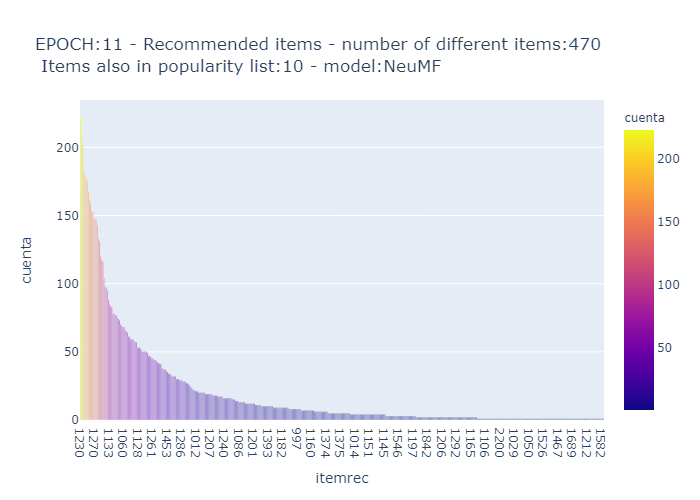 EPOCH:11 - Recommended items - number of different items:470
Items also in popularity list:10 - model:NeuMF
cuenta
200
150
100
50
200
150
100
50
0
cuenta
1230 1270 1133 1060 1128 1261 1453 1286 1012 1207 1240 1086 1201 1393 1182 997 1160 1374 1375 1014 1151 1145 1546 1197 1842 1206 1292 1165 1106 2200 2029 1050 1526 1467 1689 1212 1582
itemrec